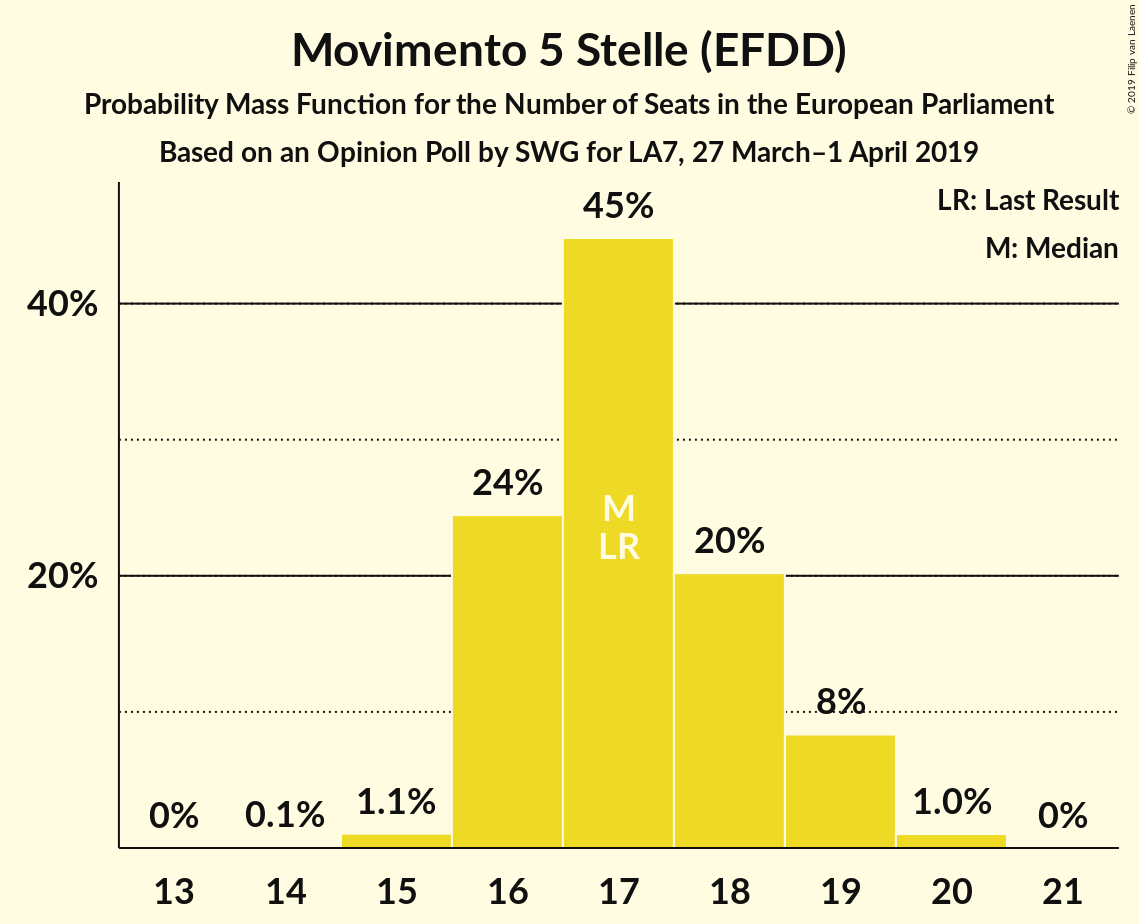 Movimento 5 Stelle (EFDD)
Probability Mass Function for the Number of Seats in the European Parliament
Based on an Opinion Poll by SWG for LA7, 27 March–1 April 2019
© 2019 Filip van Laenen
LR: Last Result
M: Median
45%
40%
24%
M
LR
20%
20%
8%
0%
0.1%
1.1%
1.0%
0%
13 14 15 16 17 18 19 20 21